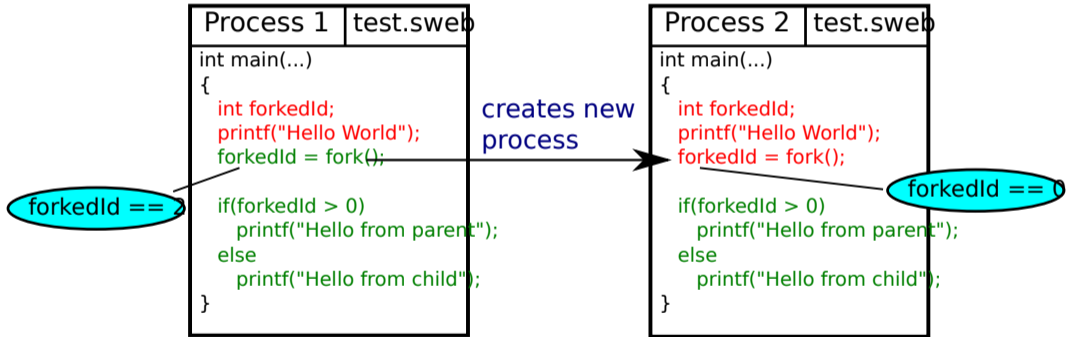 Process 1 test.sweb
int main(...)
{
int forkedId;
printf("Hello World");
forkedId = fork();
if(forkedId > 0)
printf("Hello from parent");
else
printf("Hello from child");
}
forkedId == 2
creates new
process
Process 2 test.sweb
int main(...)
{
int forkedId;
printf("Hello World");
forkedId = fork();
if(forkedId > 0)
printf("Hello from parent");
else
printf("Hello from child");
}
forkedId == 0